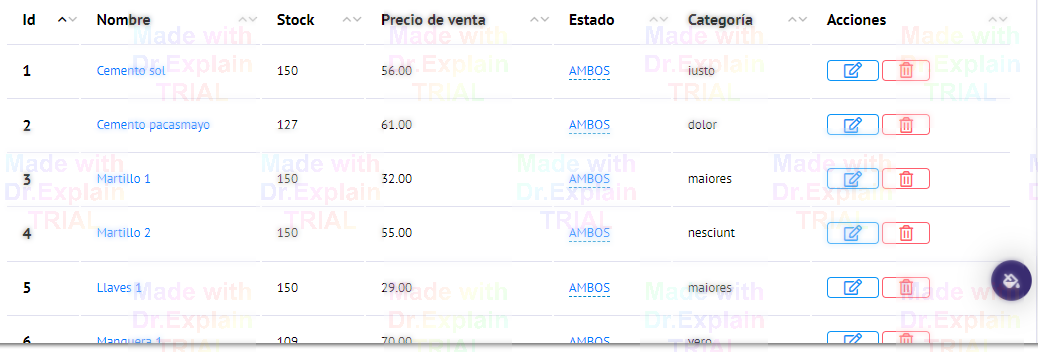 Id Nombre Stock Precio de venta Estado Categoría Acciones
1 Cemento sol 150 56.00 AMBOS iusto
2 Cemento pacasmayo 127 61.00 AMBOS dolor
3 Martillo 1 150 32.00 AMBOS maiores
4 Martillo 2 150 55.00 AMBOS nesciunt
5 Llaves 1 150 29.00 AMBOS maiores
6 Manguera 1 109 70.00 AMBOS vero
Made with Dr.Explain TRIAL
Made with Dr.Explain TRIAL
Made with Dr.Explain TRIAL
Made with Dr.Explain TRIAL
Made with Dr.Explain TRIAL
Made with Dr.Explain TRIAL
Made with Dr.Explain TRIAL
Made with Dr.Explain TRIAL
Made with Dr.Explain TRIAL
Made with Dr.Explain TRIAL
Made with Dr.Explain TRIAL
Made with Dr.Explain TRIAL